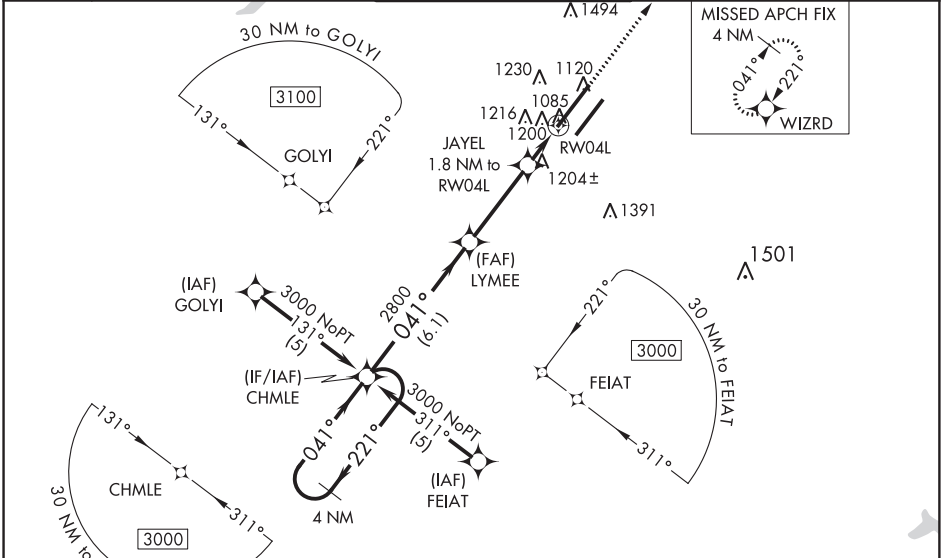 1494
MISSED APCH FIX
4 NM
041°
221°
WIZRD
30 NM to GOLYI
3100
131°
221°
GOLYI
1230
1120
1216
1085
1200
RW04L
JAYEL
1.8 NM to
RW04L
1204±
1391
1501
(FAF)
LYMEE
(IAF)
GOLYI
3000 NoPT
131°
(5)
2800
041°
(6.1)
(IF/IAF)
CHMLE
3000 NoPT
311°
(5)
(IAF)
FEIAT
041°
221°
4 NM
221°
30 NM to FEIAT
3000
FEIAT
311°
131°
CHMLE
311°
3000
30 NM to